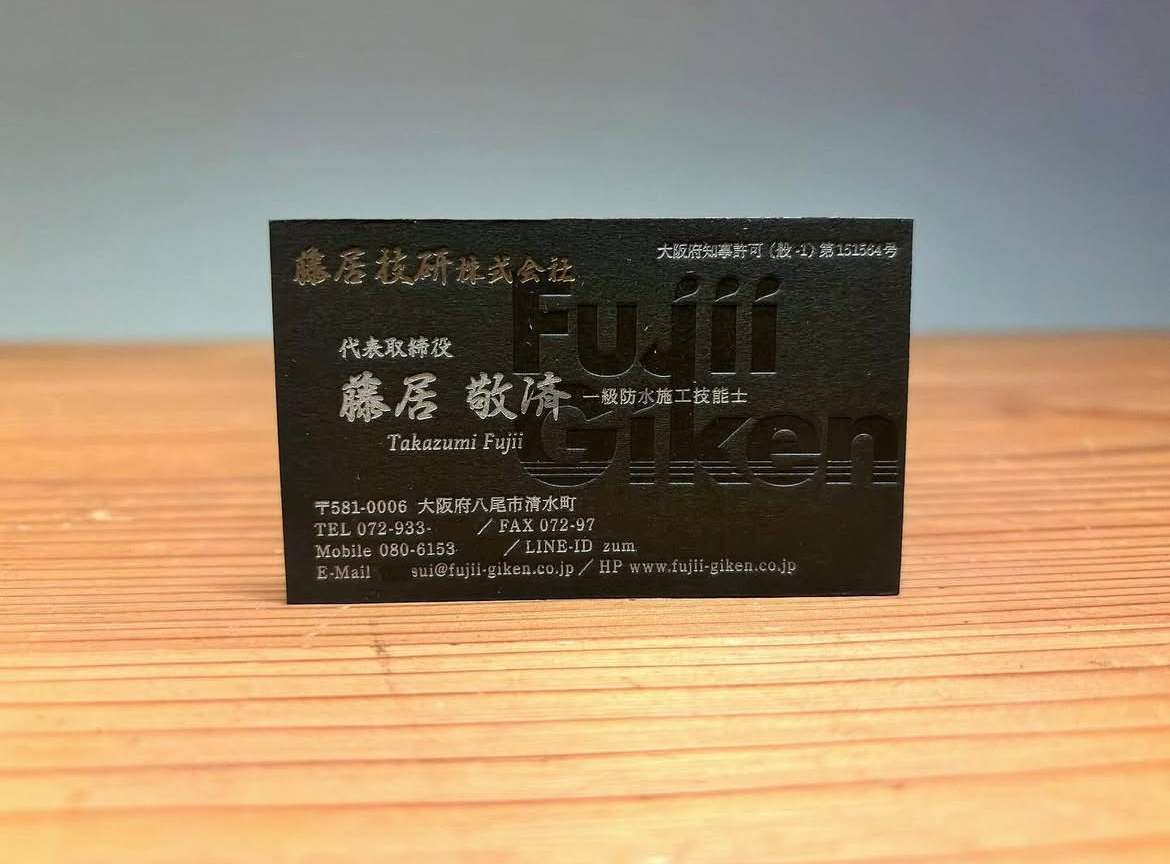 藤居技研株式会社
大阪府知事許可（般-1）第151564号
Fujii
Giken
代表取締役
藤居 敬済 一級防水施工技能士
Takazumi Fujii
〒581-0006 大阪府八尾市清水町
TEL 072-933- ／FAX 072-97
Mobile 080-6153 ／LINE-ID zum
E-Mail sui@fujii-giken.co.jp／HP www.fujii-giken.co.jp